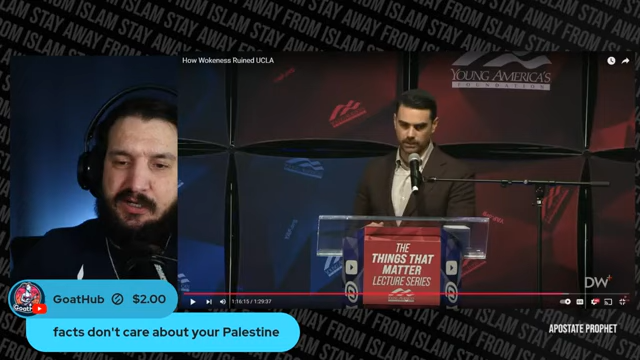 STAY AWAY FROM ISLAM STAY AWAY FROM ISLAM
How Wokeness Ruined UCLA
YOUNG AMERICA'S
FOUNDATION
THE
THINGS THAT
MATTER
LECTURE SERIES
DW+
1:16:15 / 1:29:37
GoatHub $2.00
facts don't care about your Palestine
APOSTATE PROPHET